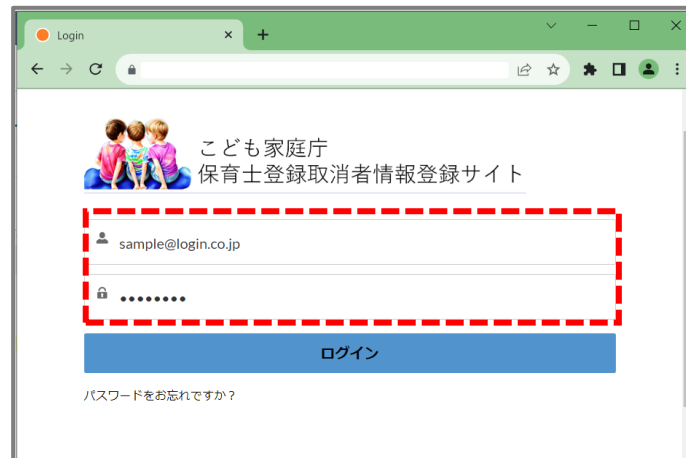 Login
こども家庭庁
保育士登録取消者情報登録サイト
sample@login.co.jp
ログイン
パスワードをお忘れですか？